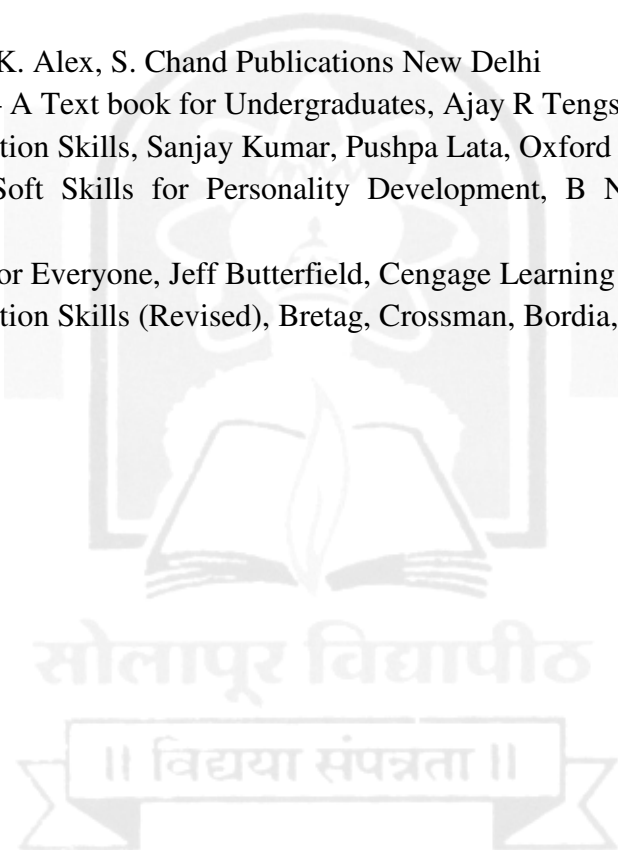 K. Alex, S. Chand Publications New Delhi
A Text book for Undergraduates, Ajay R Tengs
tion Skills, Sanjay Kumar, Pushpa Lata, Oxford
Soft Skills for Personality Development, B N
or Everyone, Jeff Butterfield, Cengage Learning
tion Skills (Revised), Bretag, Crossman, Bordia,
सोलापूर विद्यापीठ
|| विद्यया संपन्नता ||